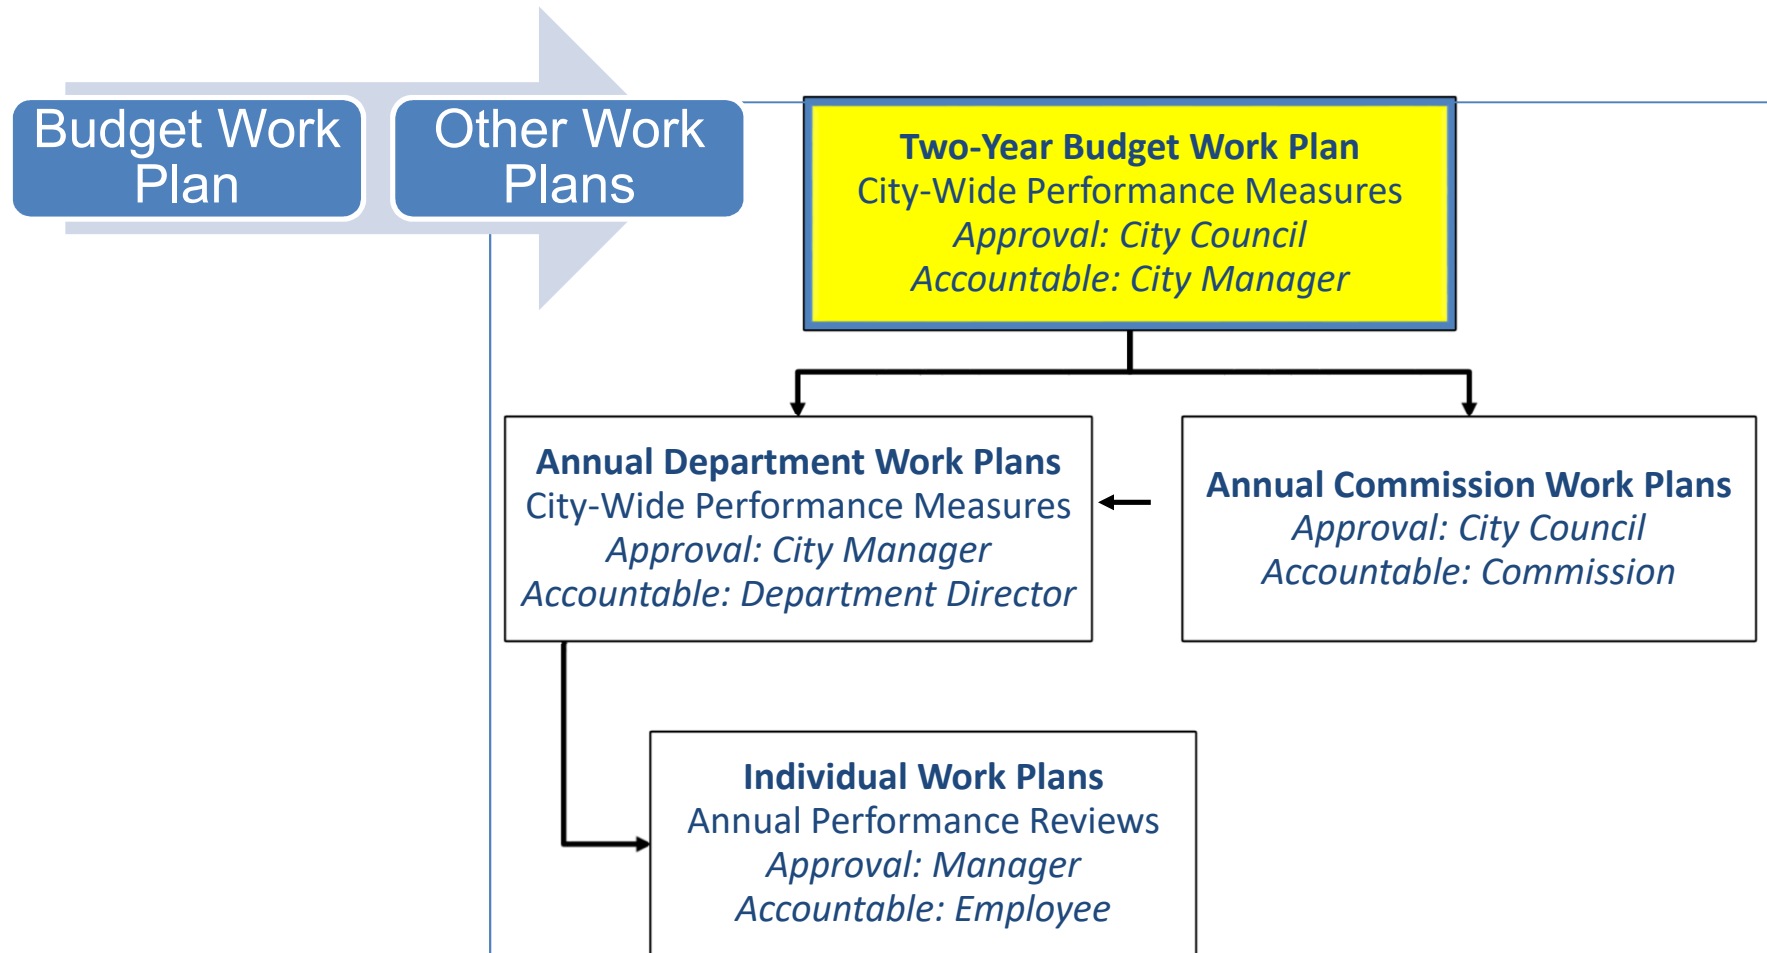 Budget Work
Plan
Other Work
Plans
Two-Year Budget Work Plan
City-Wide Performance Measures
Approval: City Council
Accountable: City Manager
Annual Department Work Plans
City-Wide Performance Measures
Approval: City Manager
Accountable: Department Director
Annual Commission Work Plans
Approval: City Council
Accountable: Commission
Individual Work Plans
Annual Performance Reviews
Approval: Manager
Accountable: Employee